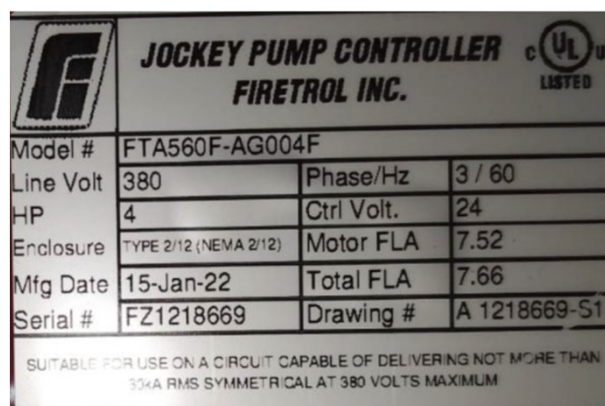 JOCKEY PUMP CONTROLLER
FIRETROL INC.
C UL US
LISTED
Model # FTA560F-AG004F
Line Volt 380 Phase/Hz 3 / 60
HP 4 Ctrl Volt. 24
Enclosure TYPE 2/12 (NEMA 2/12) Motor FLA 7.52
Mfg Date 15-Jan-22 Total FLA 7.66
Serial # FZ1218669 Drawing # A 1218669-S1
SUITABLE FOR USE ON A CIRCUIT CAPABLE OF DELIVERING NOT MORE THAN
30kA RMS SYMMETRICAL AT 380 VOLTS MAXIMUM